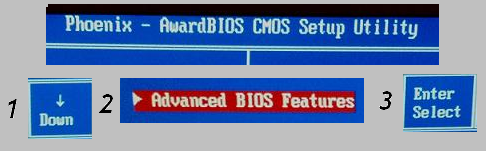 Phoenix - AwardBIOS CMOS Setup Utility
1 ↓ Down 2 ► Advanced BIOS Features 3 Enter Select